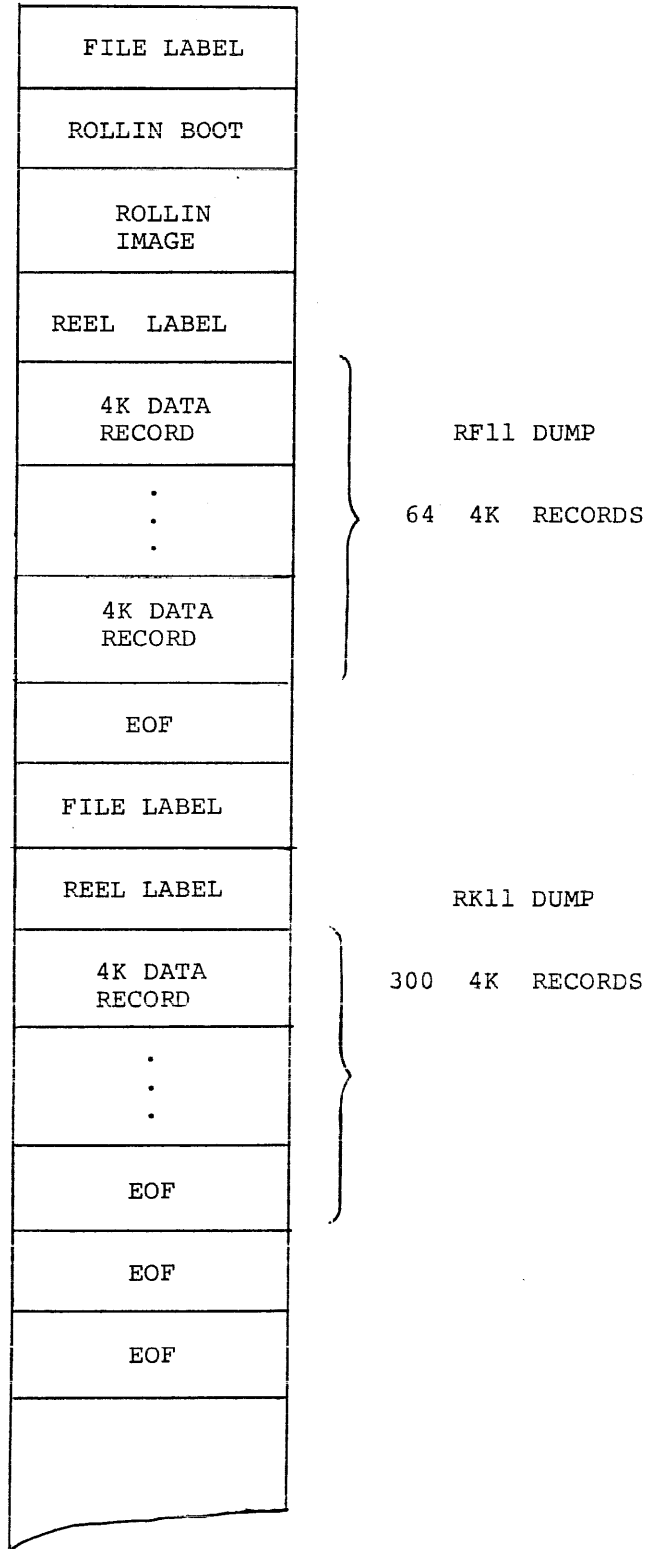 FILE LABEL
ROLLIN BOOT
ROLLIN
IMAGE
REEL LABEL
4K DATA
RECORD
RF11 DUMP
64 4K RECORDS
4K DATA
RECORD
EOF
FILE LABEL
REEL LABEL
RK11 DUMP
4K DATA
RECORD
300 4K RECORDS
EOF
EOF
EOF